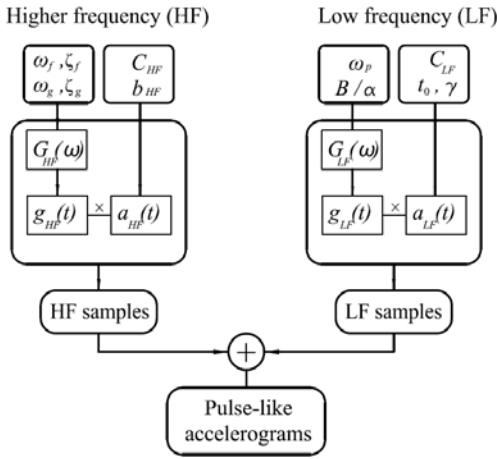 Higher frequency (HF)
Low frequency (LF)
ω_f , ζ_f
ω_g , ζ_g
C_HF
b_HF
ω_p
B/α
C_LF
t_0 , γ
G_HF(ω)
g_HF(t) × a_HF(t)
G_LF(ω)
g_LF(t) × a_LF(t)
HF samples
LF samples
+
Pulse-like
accelerograms